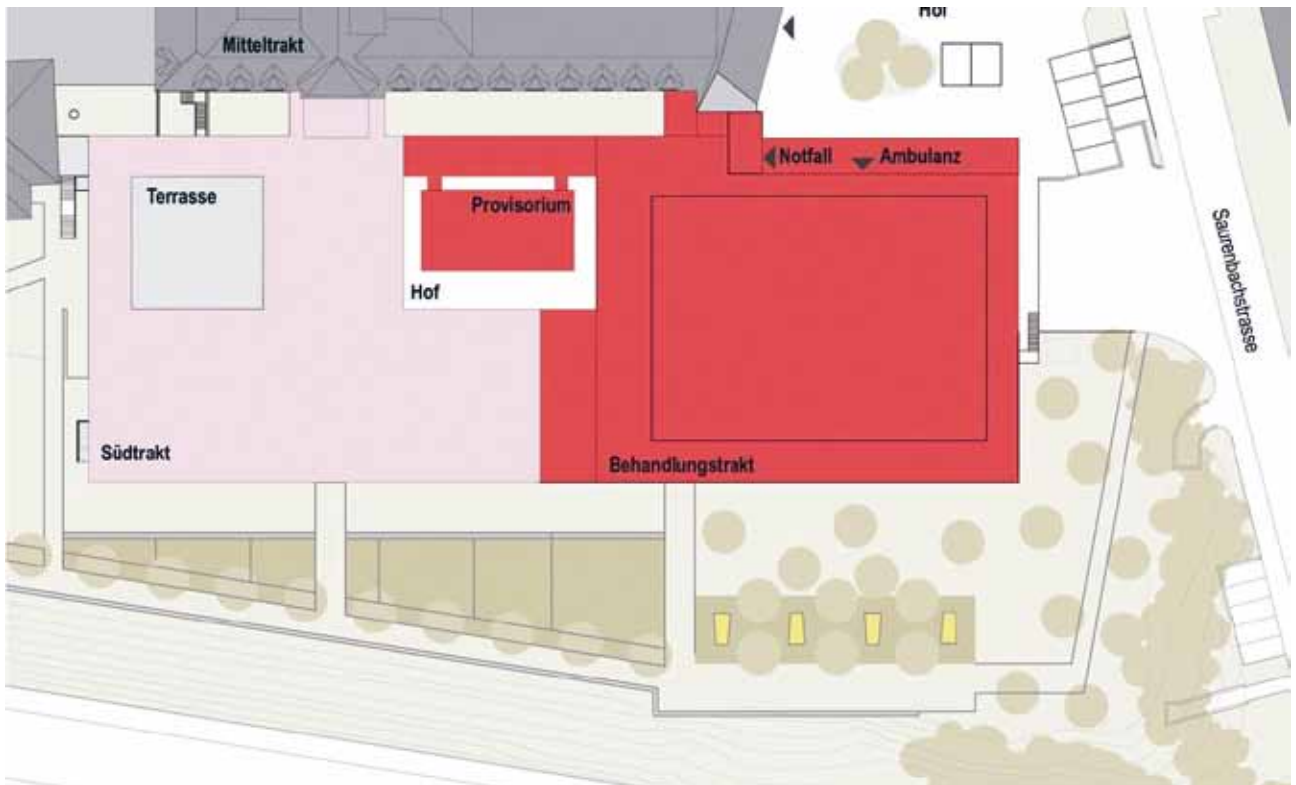 Hof
Mitteltrakt
Notfall
Ambulanz
Terrasse
Provisorium
Hof
Saurenbachstrasse
Südtrakt
Behandlungstrakt